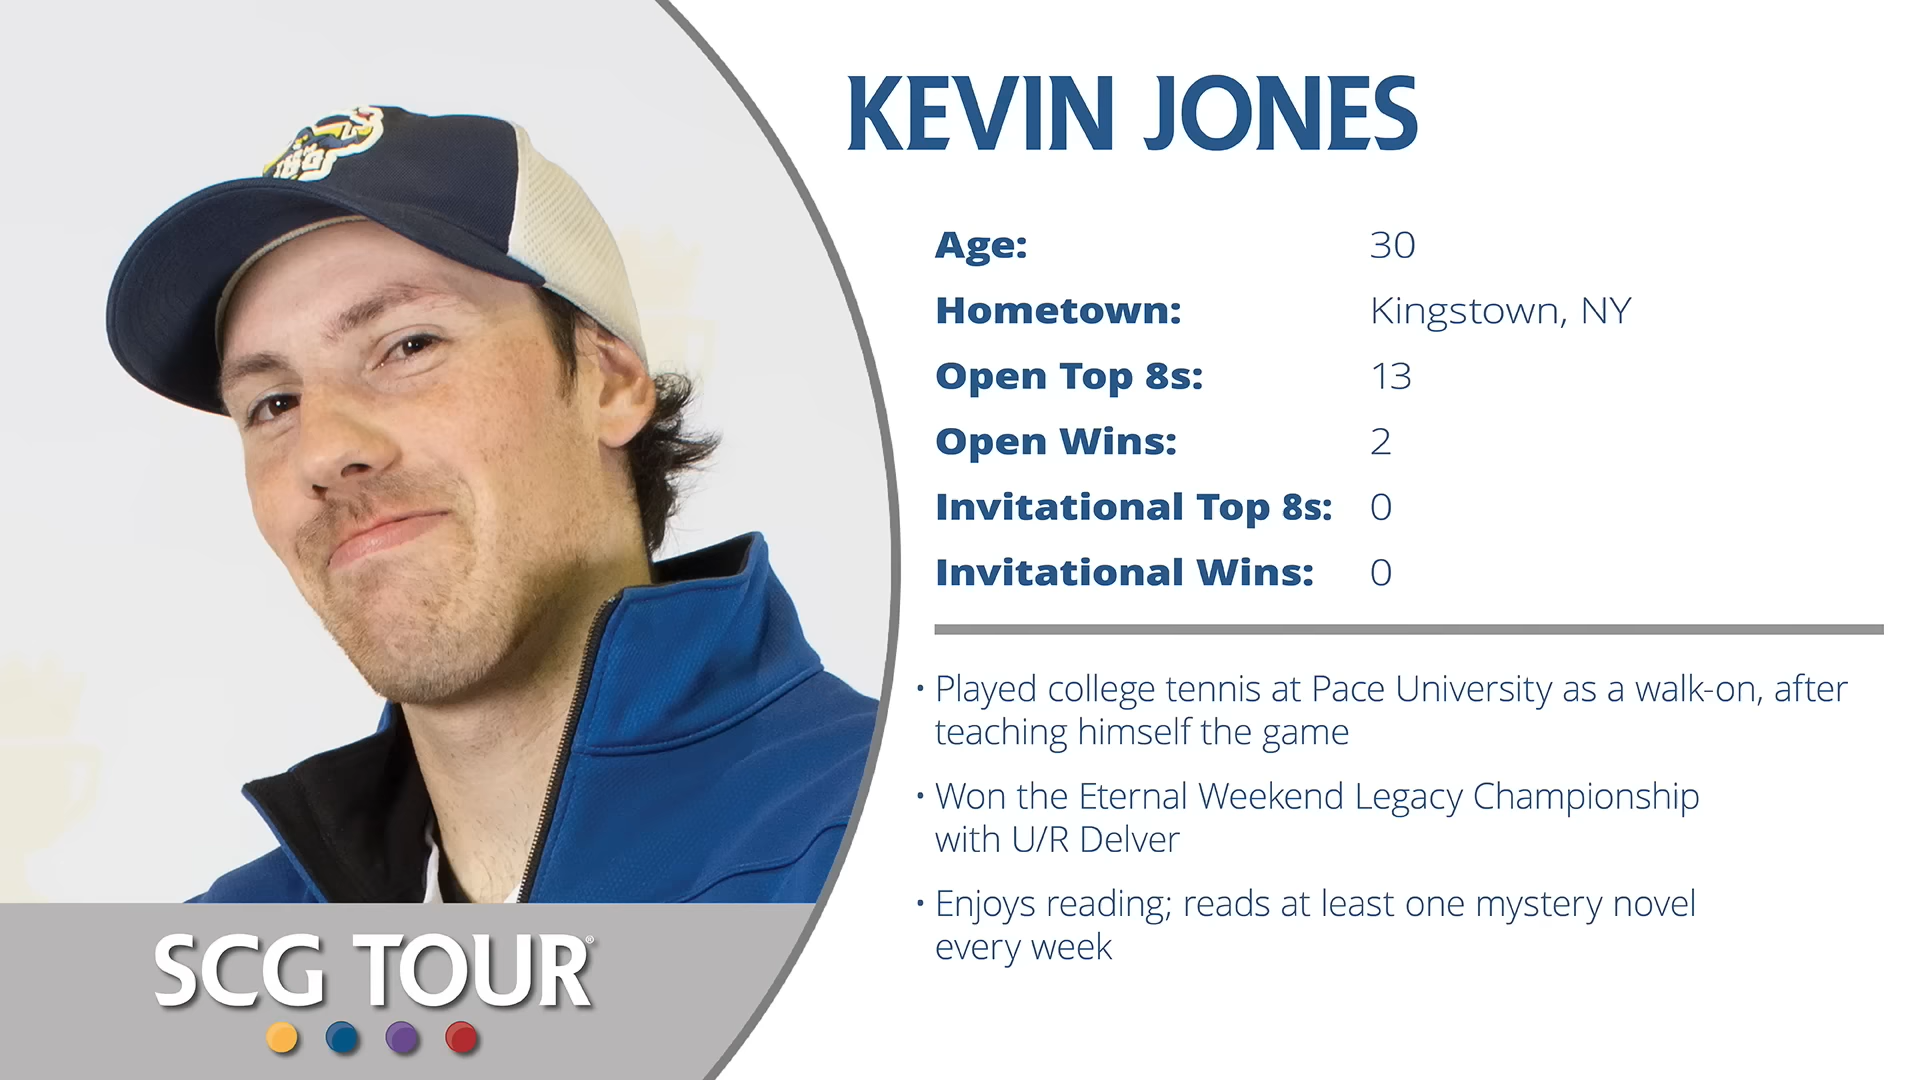 KEVIN JONES
Age: 30
Hometown: Kingstown, NY
Open Top 8s: 13
Open Wins: 2
Invitational Top 8s: 0
Invitational Wins: 0
• Played college tennis at Pace University as a walk-on, after
teaching himself the game
• Won the Eternal Weekend Legacy Championship
with U/R Delver
• Enjoys reading; reads at least one mystery novel
every week
SCG TOUR®